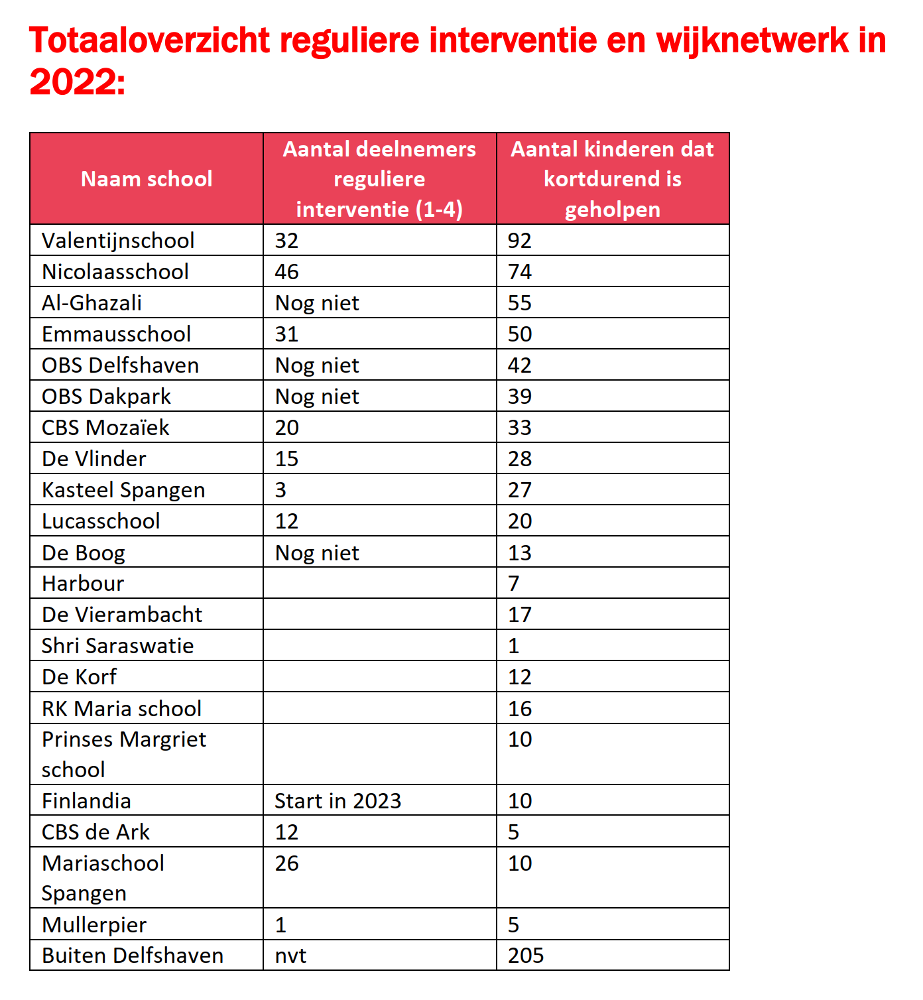 Totaaloverzicht reguliere interventie en wijknetwerk in
2022:
Naam school
Aantal deelnemers
reguliere
interventie (1-4)
Aantal kinderen dat
kortdurend is
geholpen
Valentijnschool 32 92
Nicolaasschool 46 74
Al-Ghazali Nog niet 55
Emmausschool 31 50
OBS Delfshaven Nog niet 42
OBS Dakpark Nog niet 39
CBS Mozaïek 20 33
De Vlinder 15 28
Kasteel Spangen 3 27
Lucasschool 12 20
De Boog Nog niet 13
Harbour 7
De Vierambacht 17
Shri Saraswatie 1
De Korf 12
RK Maria school 16
Prinses Margriet 10
school
Finlandia Start in 2023 10
CBS de Ark 12 5
Mariaschool 26 10
Spangen
Mullerpier 1 5
Buiten Delfshaven nvt 205